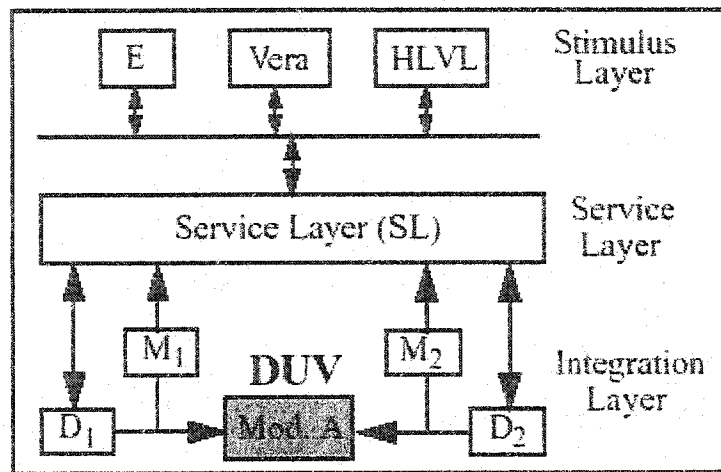 E
Vera
HLVL
Stimulus
Layer
Service Layer (SL)
Service
Layer
M1
M2
DUV
Integration
Layer
D1
Mod. A
D2